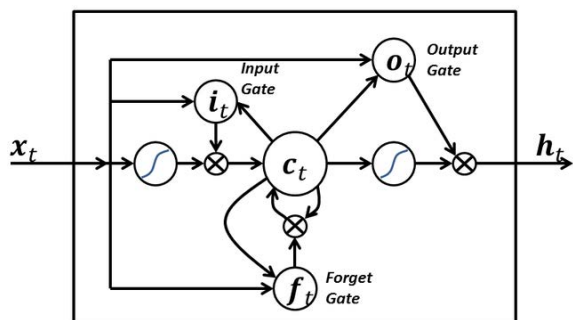 o_t
Output
Gate
Input
Gate
i_t
x_t
c_t
h_t
f_t
Forget
Gate